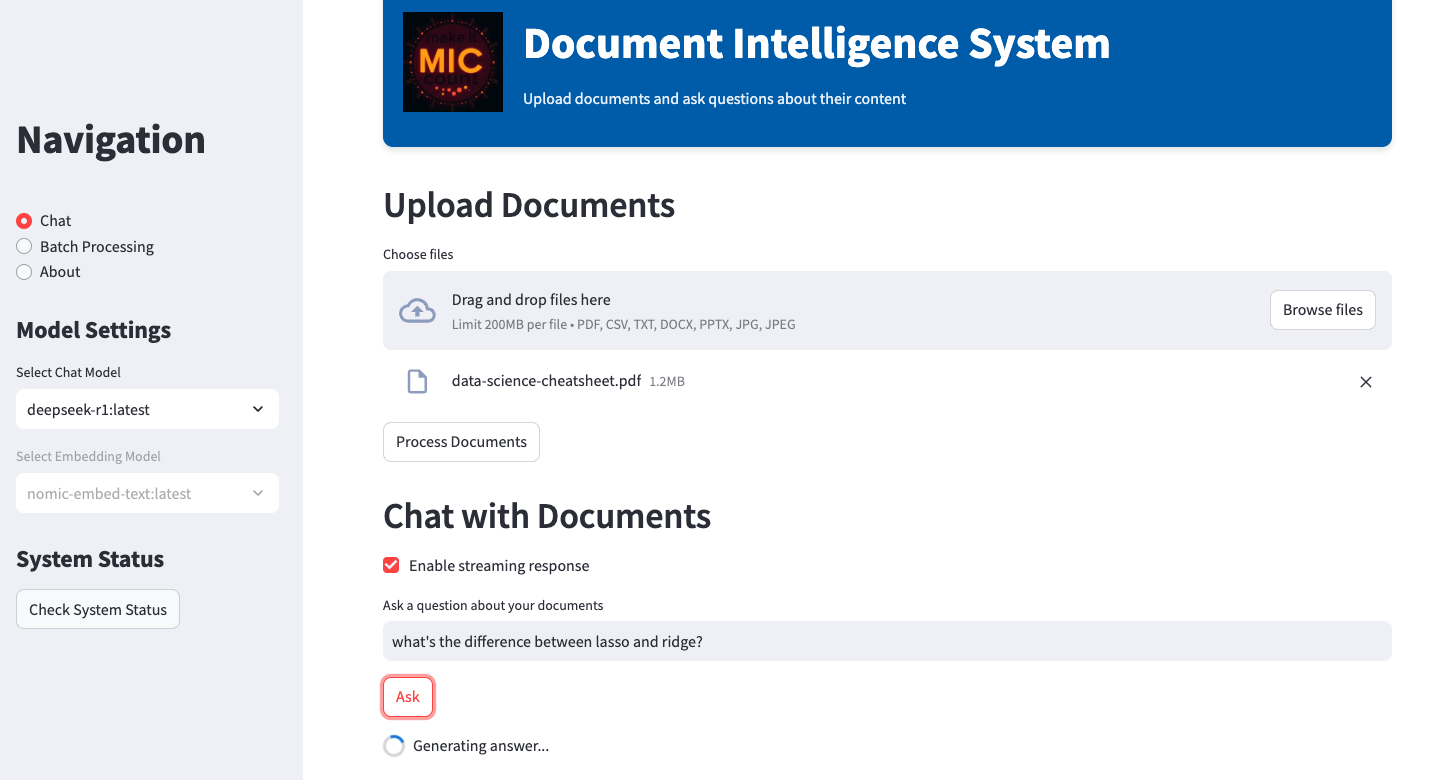 Navigation
Chat
Batch Processing
About
Model Settings
Select Chat Model
deepseek-r1:latest
Select Embedding Model
nomic-embed-text:latest
System Status
Check System Status
make it
MIC
count
Document Intelligence System
Upload documents and ask questions about their content
Upload Documents
Choose files
Drag and drop files here
Limit 200MB per file • PDF, CSV, TXT, DOCX, PPTX, JPG, JPEG
Browse files
data-science-cheatsheet.pdf 1.2MB
Process Documents
Chat with Documents
Enable streaming response
Ask a question about your documents
what's the difference between lasso and ridge?
Ask
Generating answer...